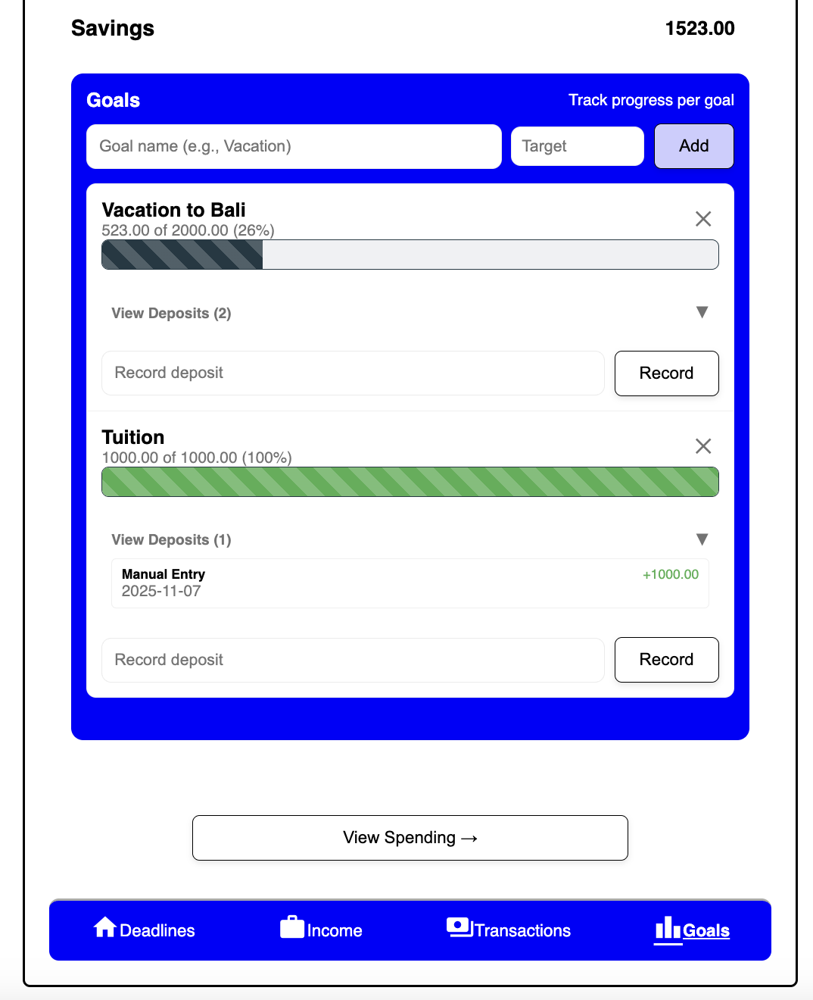 Savings 1523.00
Goals Track progress per goal
Goal name (e.g., Vacation) Target Add
Vacation to Bali
523.00 of 2000.00 (26%)
View Deposits (2) ▼
Record deposit Record
Tuition
1000.00 of 1000.00 (100%)
View Deposits (1) ▼
Manual Entry +1000.00
2025-11-07
Record deposit Record
View Spending →
Deadlines Income Transactions Goals